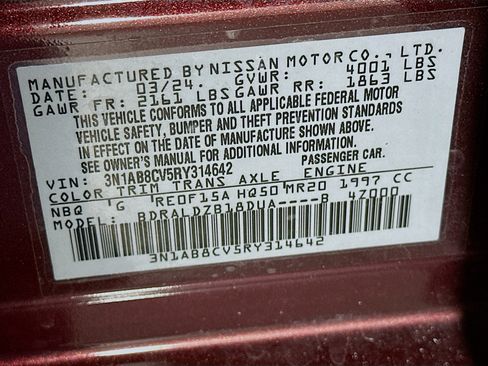 MANUFACTURED BY NISSAN MOTOR CO., LTD.
DATE: 03/24 GVWR: 4001 LBS
GAWR FR: 2161 LBS GAWR RR: 1863 LBS
THIS VEHICLE CONFORMS TO ALL APPLICABLE FEDERAL MOTOR
VEHICLE SAFETY, BUMPER AND THEFT PREVENTION STANDARDS
IN EFFECT ON THE DATE OF MANUFACTURE SHOWN ABOVE.
SEE OWNER'S MANUAL FOR ADDITIONAL INFORMATION.
VIN: 3N1AB8CV5RY314642 PASSENGER CAR.
COLOR TRIM TRANS AXLE ENGINE
NBQ 'G RE0F15A HQ50 MR20 1997 CC
MODEL: BDRALDZB18DUA----B 4Z000
3N1AB8CV5RY314642